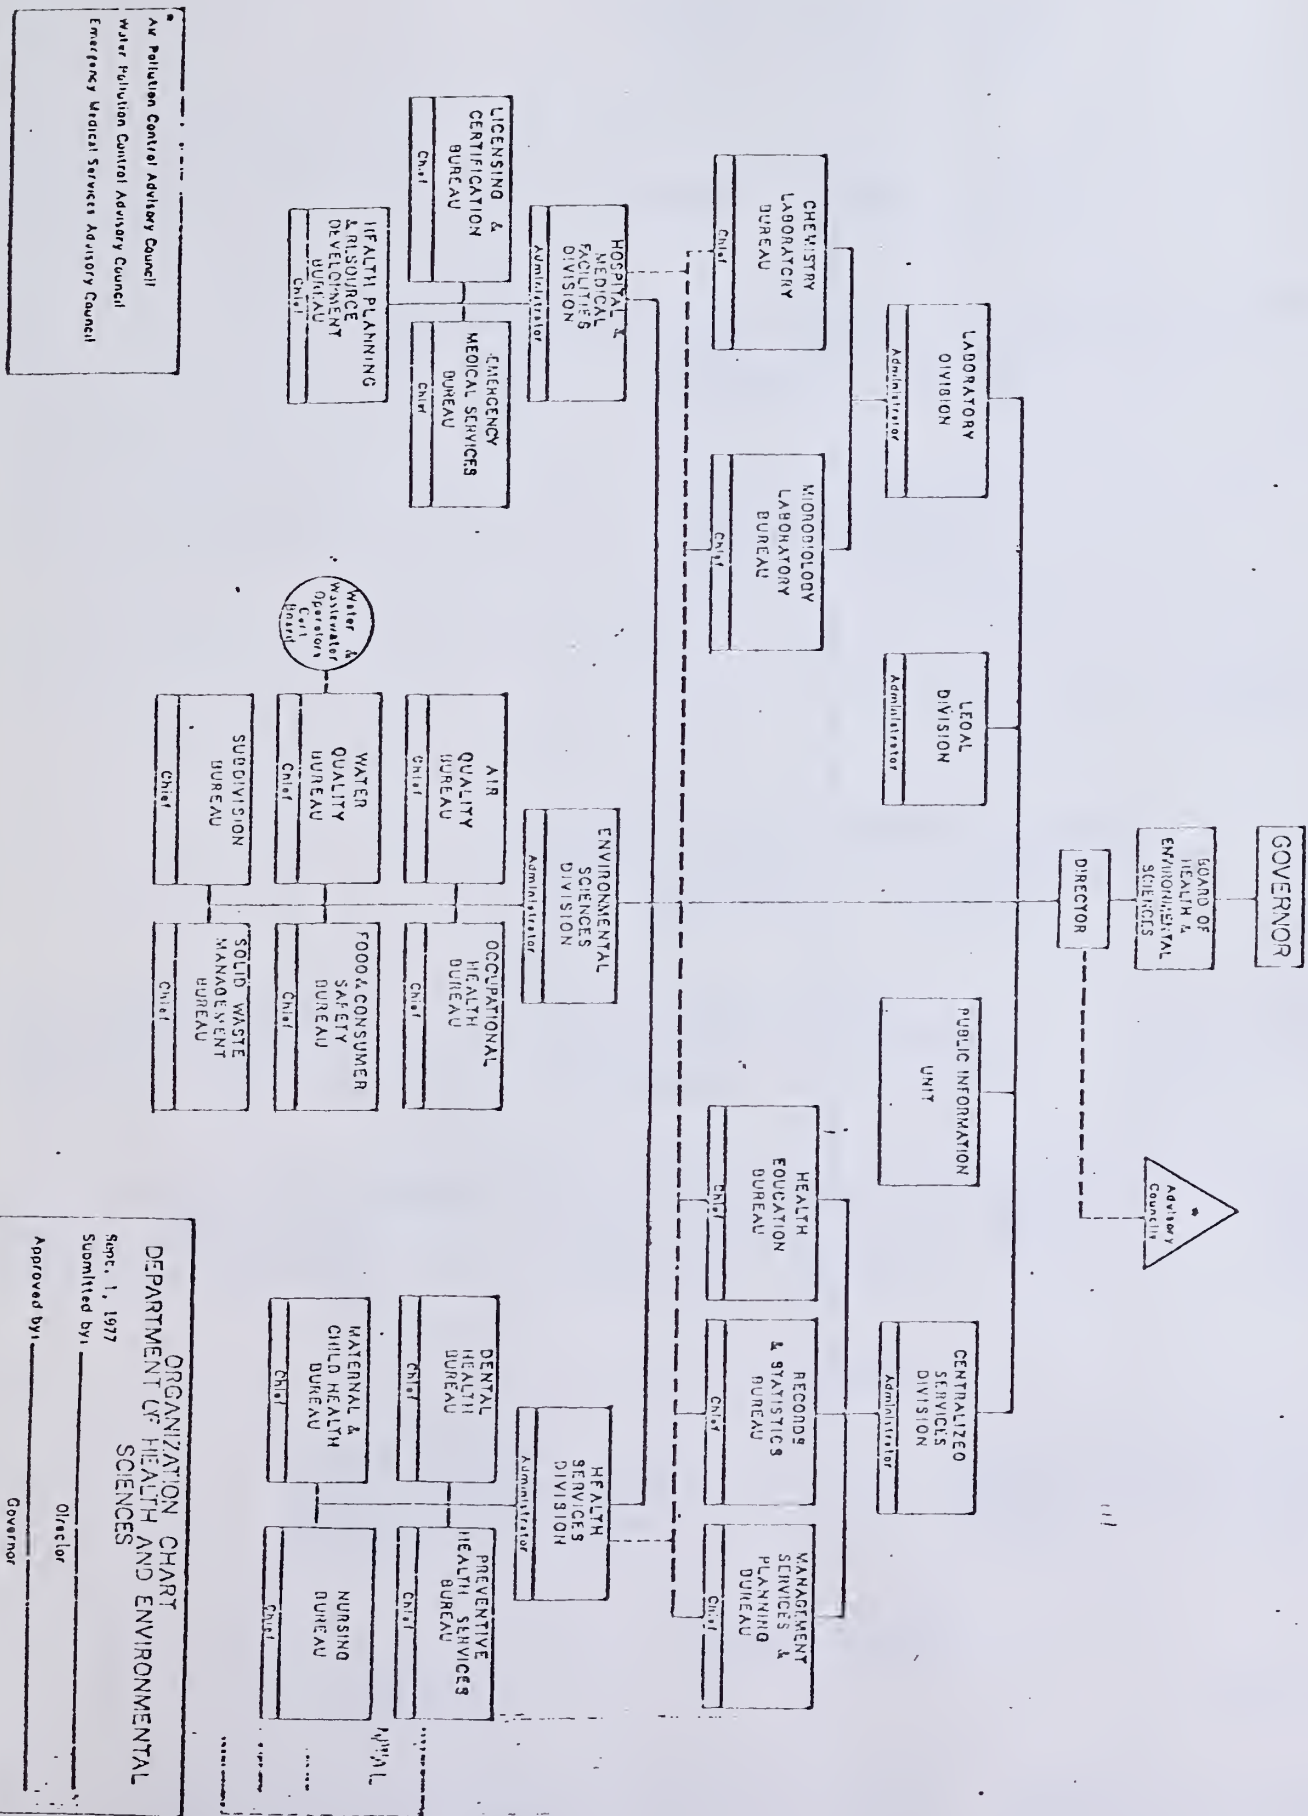 GOVERNOR
BOARD OF
HEALTH &
ENVIRONMENTAL
SCIENCES
DIRECTOR
*
Advisory
Councils
LABORATORY
DIVISION
Administrator
LEGAL
DIVISION
Administrator
PUBLIC INFORMATION
UNIT
CENTRALIZED
SERVICES
DIVISION
Administrator
CHEMISTRY
LABORATORY
BUREAU
Chief
MICROBIOLOGY
LABORATORY
BUREAU
Chief
HEALTH
EDUCATION
BUREAU
Chief
RECORDS
& STATISTICS
BUREAU
Chief
MANAGEMENT
SERVICES &
PLANNING
BUREAU
Chief
HOSPITAL &
MEDICAL
FACILITIES
DIVISION
Administrator
ENVIRONMENTAL
SCIENCES
DIVISION
Administrator
HEALTH
SERVICES
DIVISION
Administrator
LICENSING &
CERTIFICATION
BUREAU
Chief
EMERGENCY
MEDICAL SERVICES
BUREAU
Chief
HEALTH PLANNING
& RESOURCE
DEVELOPMENT
BUREAU
Chief
AIR
QUALITY
BUREAU
Chief
OCCUPATIONAL
HEALTH
BUREAU
Chief
Water &
Wastewater
Operators
Cert
Board
WATER
QUALITY
BUREAU
Chief
FOOD & CONSUMER
SAFETY
BUREAU
Chief
SUBDIVISION
BUREAU
Chief
SOLID WASTE
MANAGEMENT
BUREAU
Chief
DENTAL
HEALTH
BUREAU
Chief
PREVENTIVE
HEALTH SERVICES
BUREAU
Chief
MATERNAL &
CHILD HEALTH
BUREAU
Chief
NURSING
BUREAU
Chief
*
Air Pollution Control Advisory Council
Water Pollution Control Advisory Council
Emergency Medical Services Advisory Council
ORGANIZATION CHART
DEPARTMENT OF HEALTH AND ENVIRONMENTAL
SCIENCES
Sept. 1, 1977
Submitted by:
Director
Approved by:
Governor